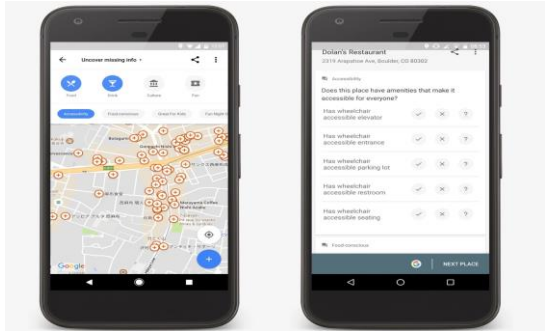 Uncover missing info
Food
Drink
Culture
Fun
Accessibility
Food-conscious
Good for Kids
Google
Dolan's Restaurant
2319 Arapahoe Ave, Boulder, CO 80302
Accessibility
Does this place have amenities that make it
accessible for everyone?
Has wheelchair
accessible elevator
Has wheelchair
accessible entrance
Has wheelchair
accessible parking lot
Has wheelchair
accessible restroom
Has wheelchair
accessible seating
Food-conscious
NEXT PLACE